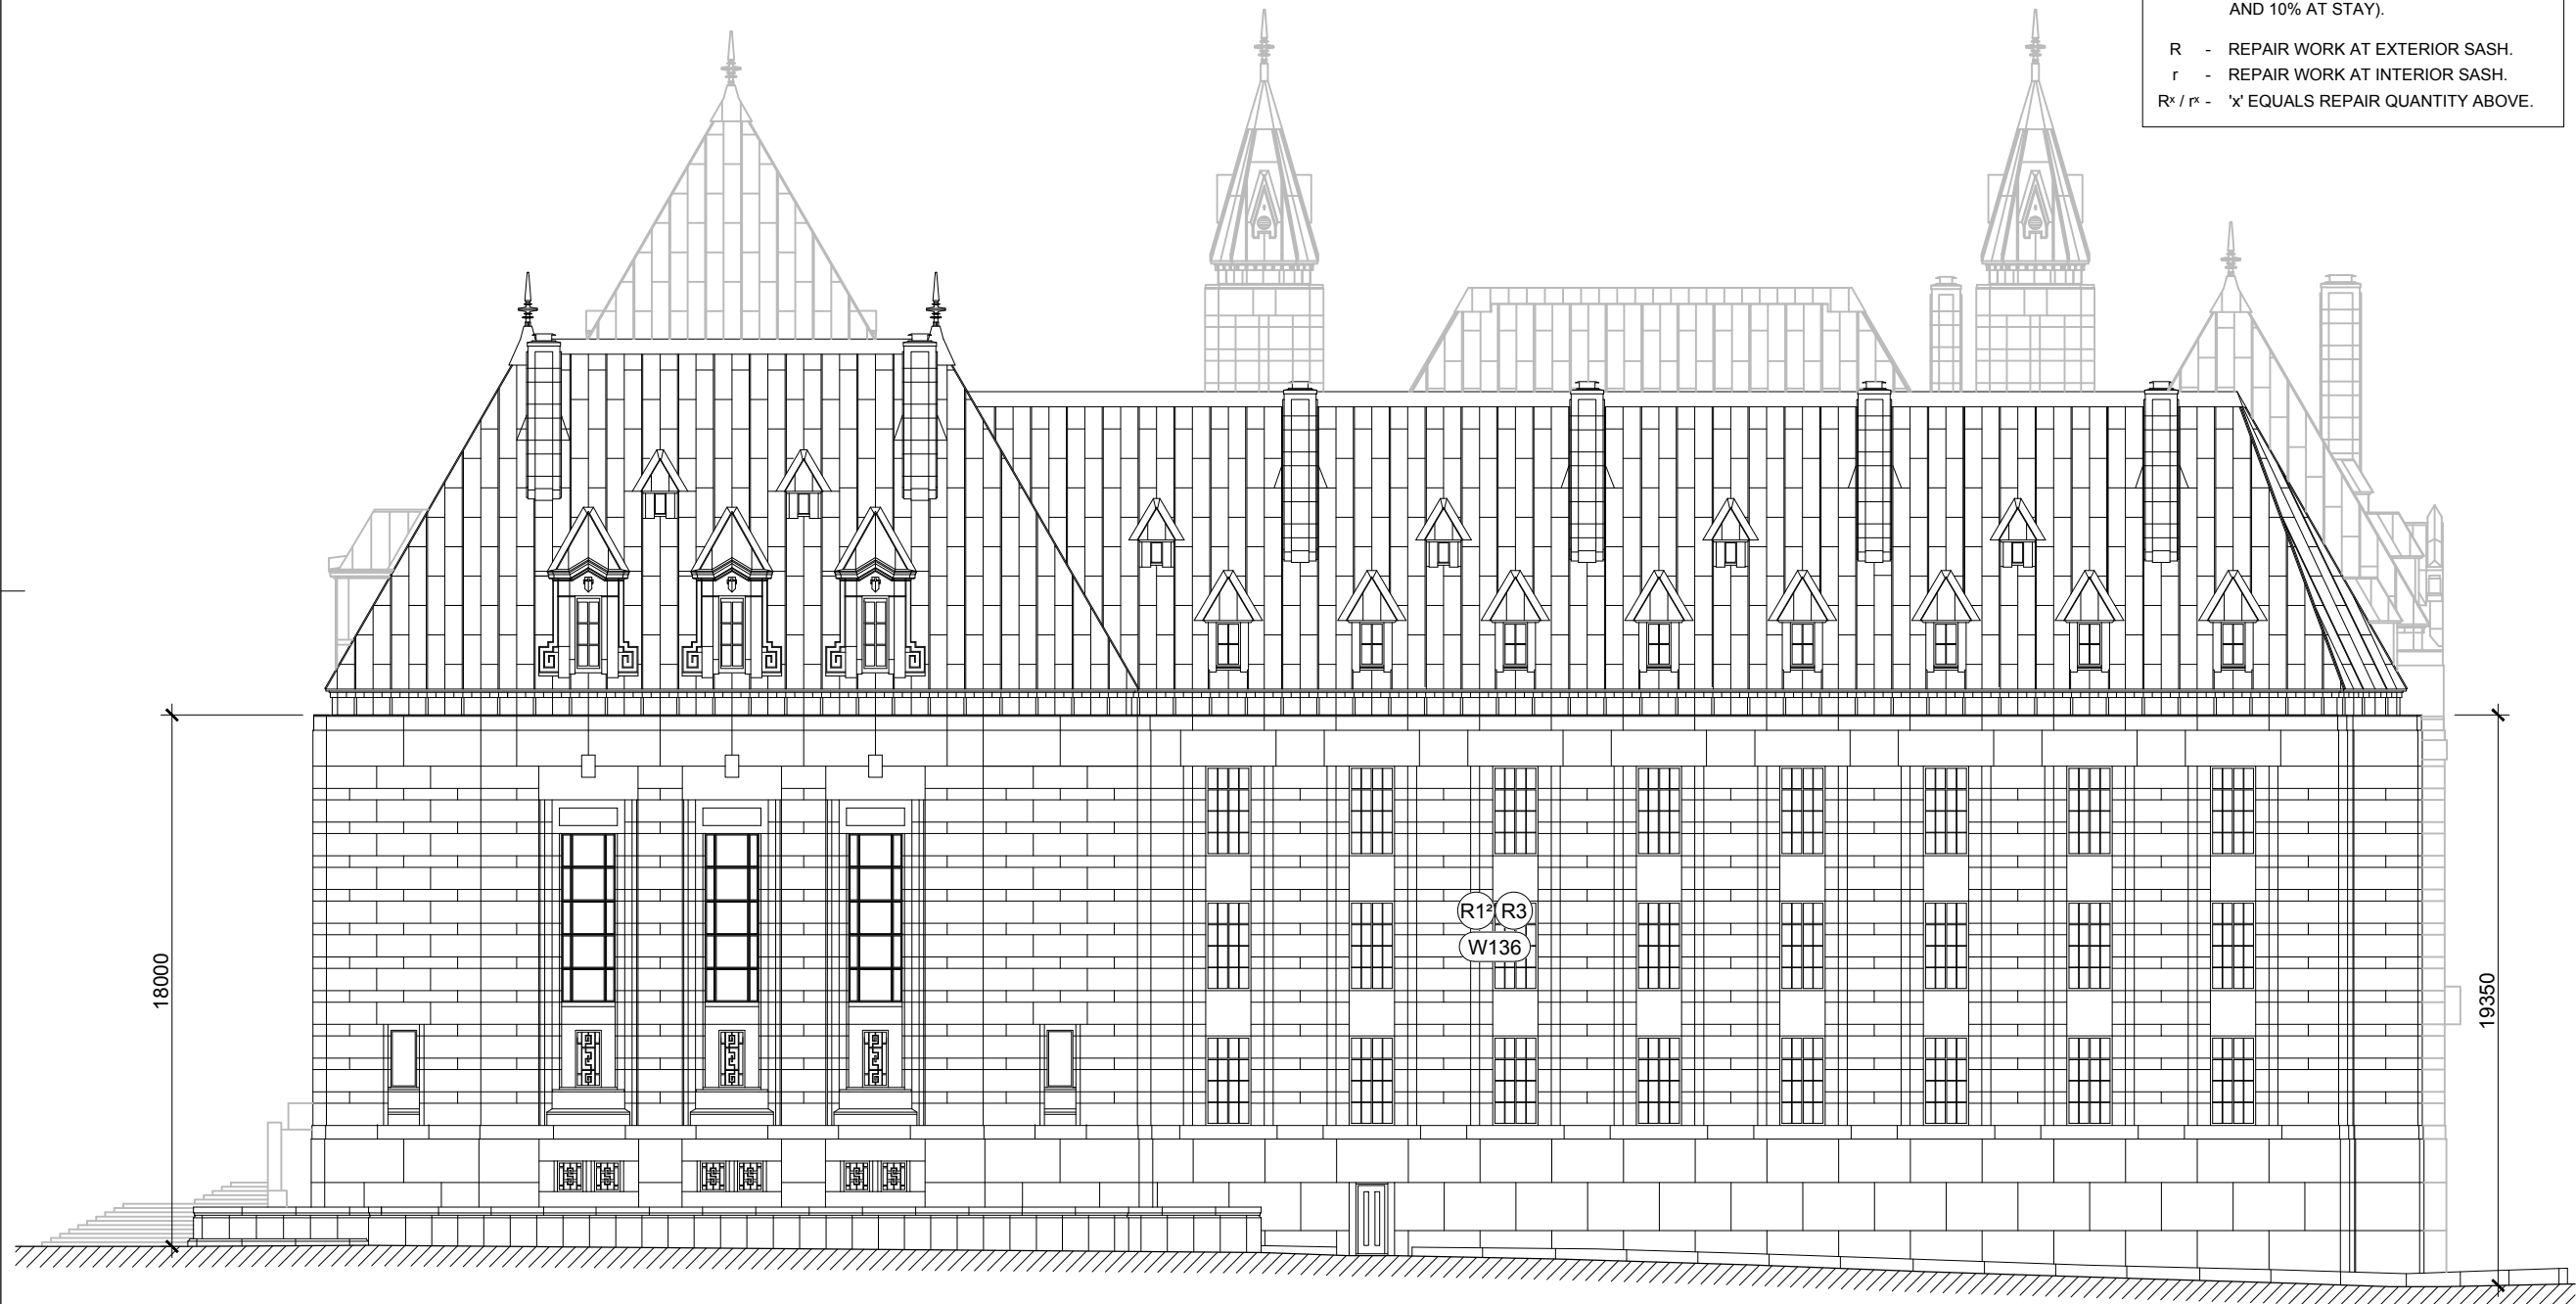 AND 10% AT STAY).
R - REPAIR WORK AT EXTERIOR SASH.
r - REPAIR WORK AT INTERIOR SASH.
Rˣ / rˣ - 'x' EQUALS REPAIR QUANTITY ABOVE.
R1² R3
W136
18000
19350